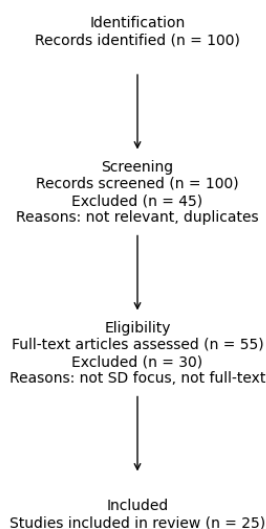 Identification
Records identified (n = 100)
Screening
Records screened (n = 100)
Excluded (n = 45)
Reasons: not relevant, duplicates
Eligibility
Full-text articles assessed (n = 55)
Excluded (n = 30)
Reasons: not SD focus, not full-text
Included
Studies included in review (n = 25)